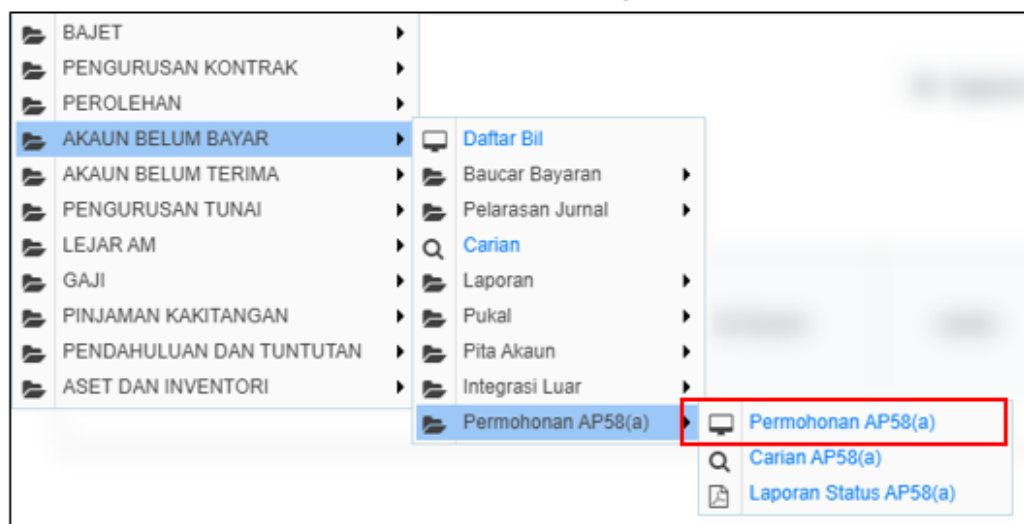 BAJET
PENGURUSAN KONTRAK
PEROLEHAN
AKAUN BELUM BAYAR
AKAUN BELUM TERIMA
PENGURUSAN TUNAI
LEJAR AM
GAJI
PINJAMAN KAKITANGAN
PENDAHULUAN DAN TUNTUTAN
ASET DAN INVENTORI
Daftar Bil
Baucar Bayaran
Pelarasan Jurnal
Carian
Laporan
Pukal
Pita Akaun
Integrasi Luar
Permohonan AP58(a)
Permohonan AP58(a)
Carian AP58(a)
Laporan Status AP58(a)